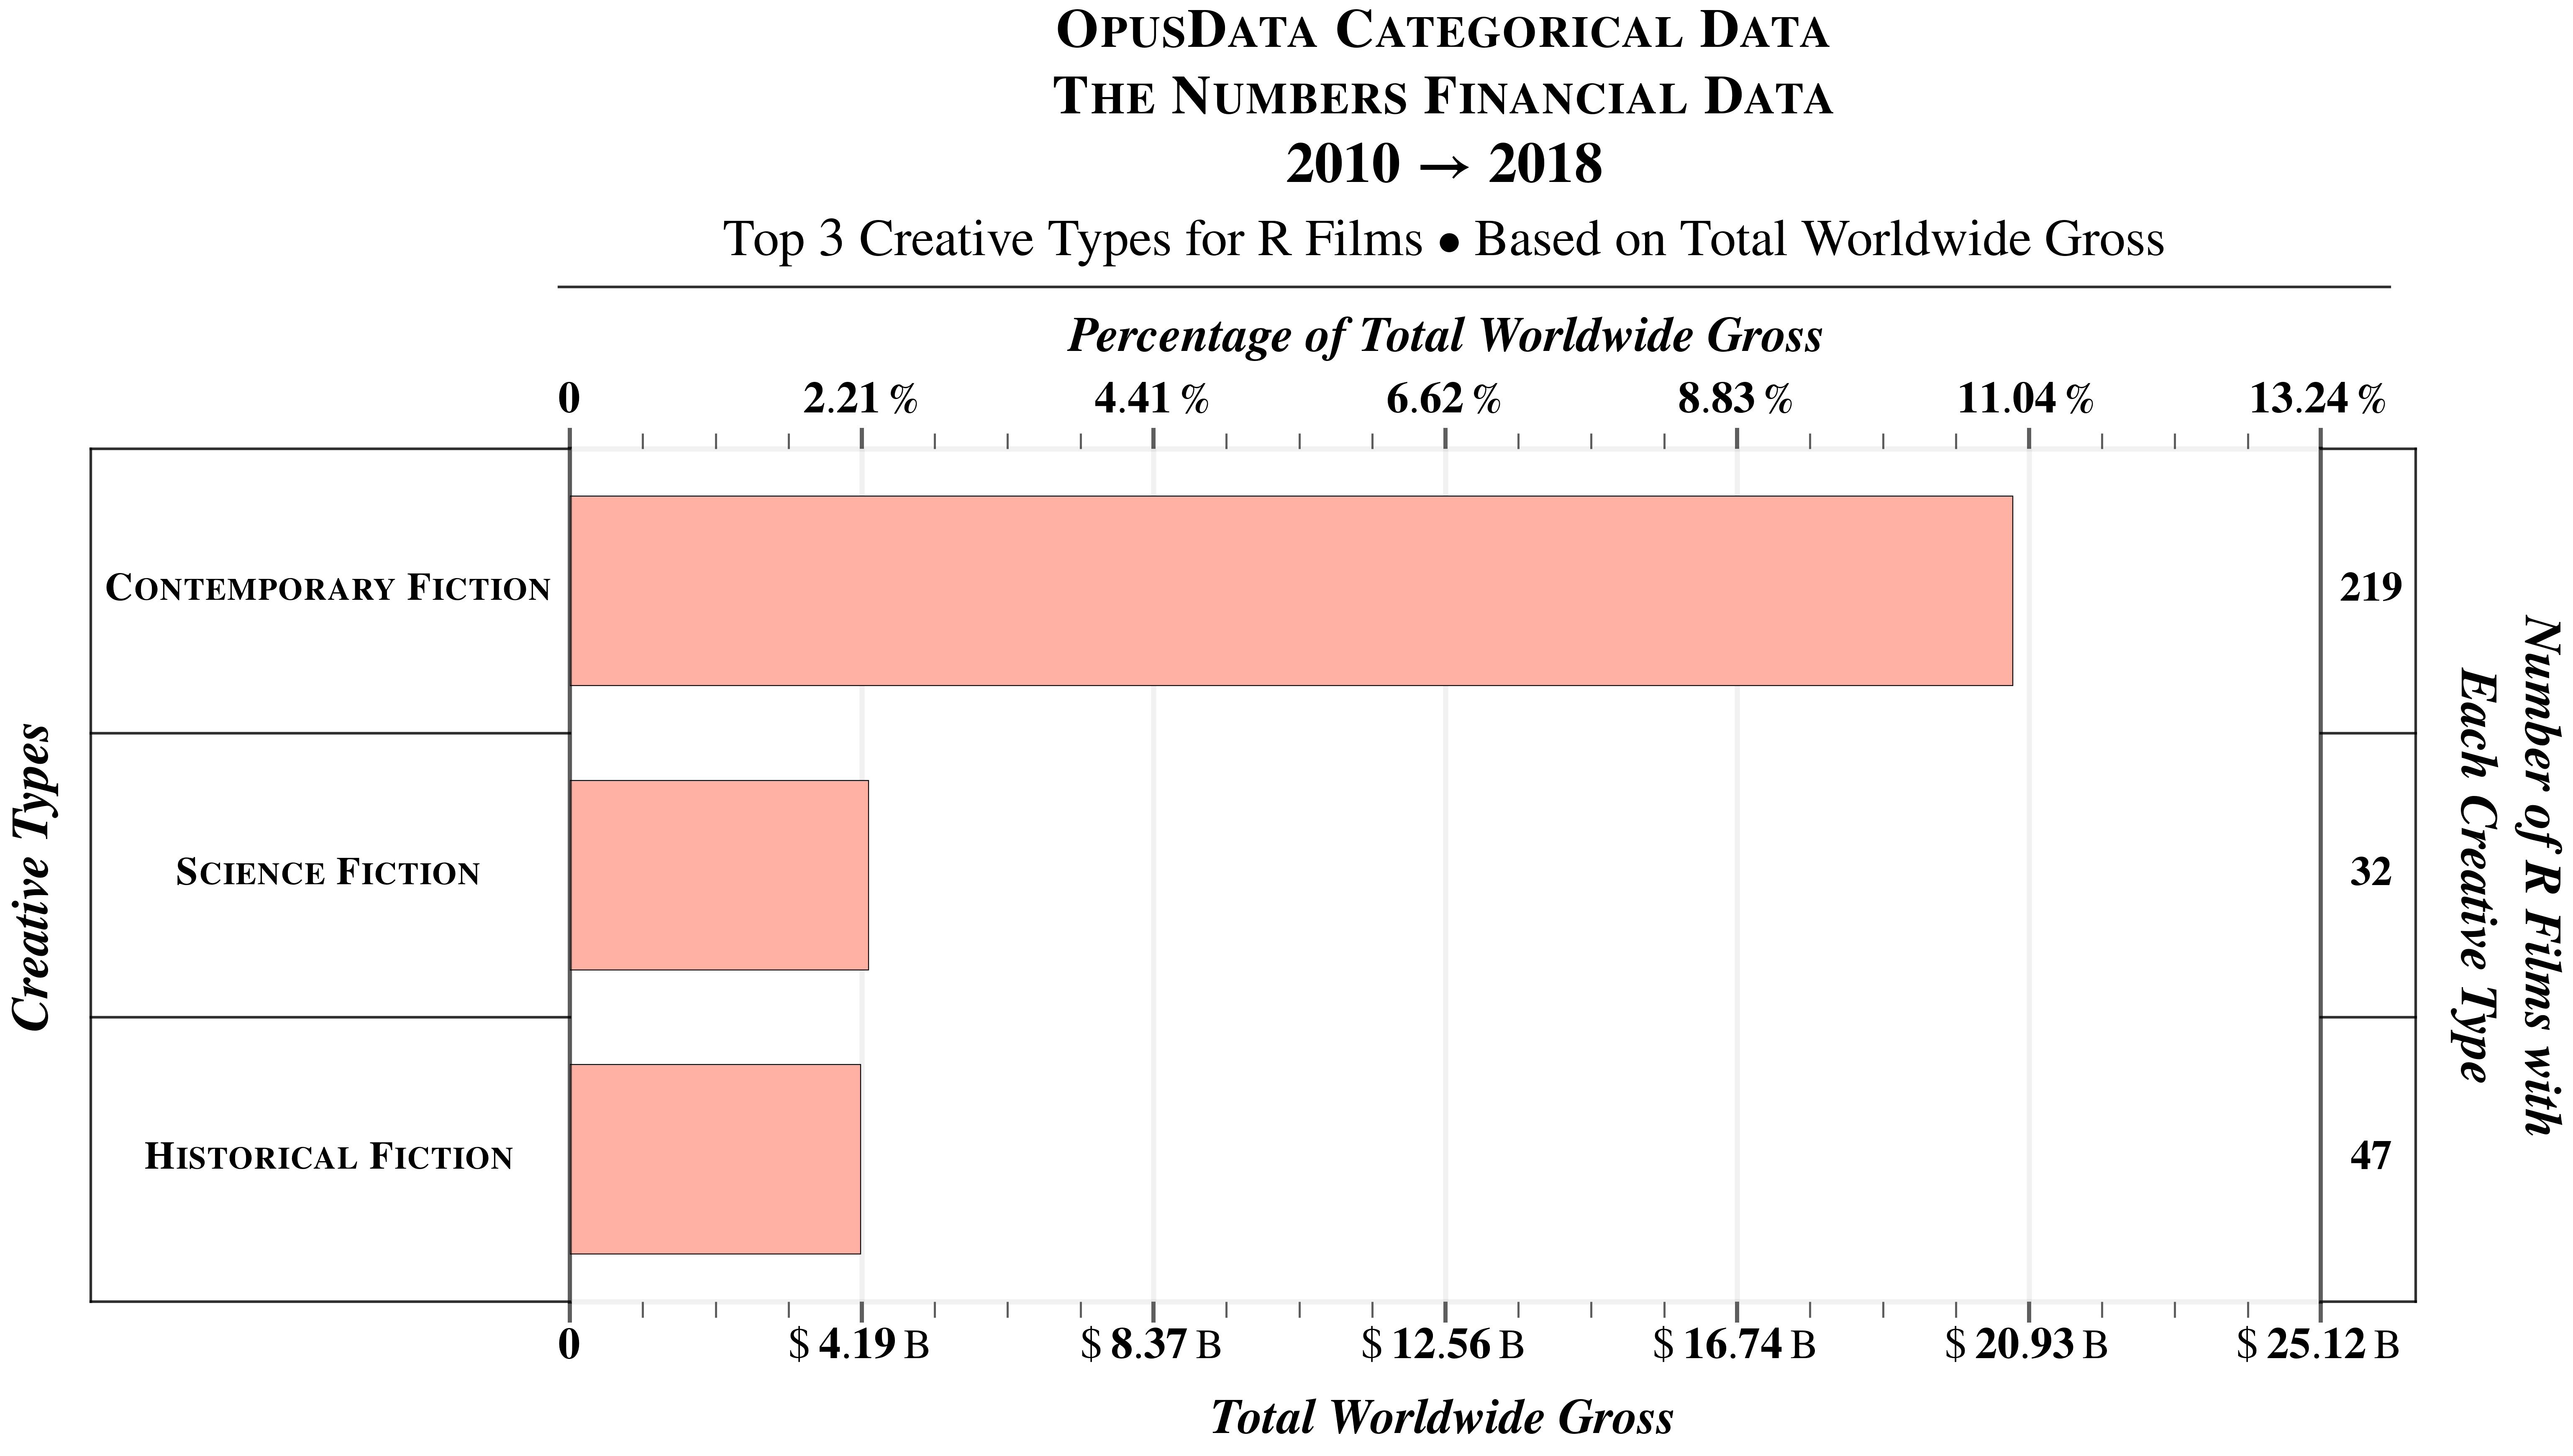 OpusData Categorical Data
The Numbers Financial Data
2010 → 2018
Top 3 Creative Types for R Films • Based on Total Worldwide Gross
Percentage of Total Worldwide Gross
0 2.21 % 4.41 % 6.62 % 8.83 % 11.04 % 13.24 %
Creative Types
Contemporary Fiction 219
Science Fiction 32
Historical Fiction 47
Number of R Films with
Each Creative Type
0 $ 4.19 B $ 8.37 B $ 12.56 B $ 16.74 B $ 20.93 B $ 25.12 B
Total Worldwide Gross